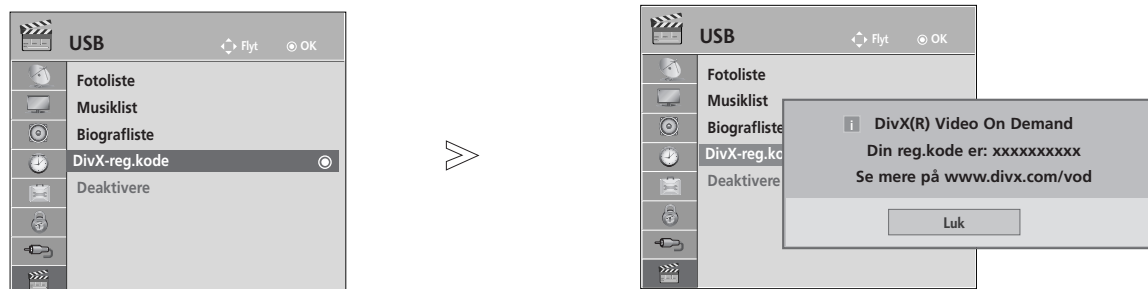 USB
Flyt
OK
Fotoliste
Musiklist
Biografliste
DivX-reg.kode
Deaktivere
USB
Flyt
OK
Fotoliste
Musiklist
Biografliste
DivX-reg.ko
Deaktivere
i DivX(R) Video On Demand
Din reg.kode er: xxxxxxxxxx
Se mere på www.divx.com/vod
Luk